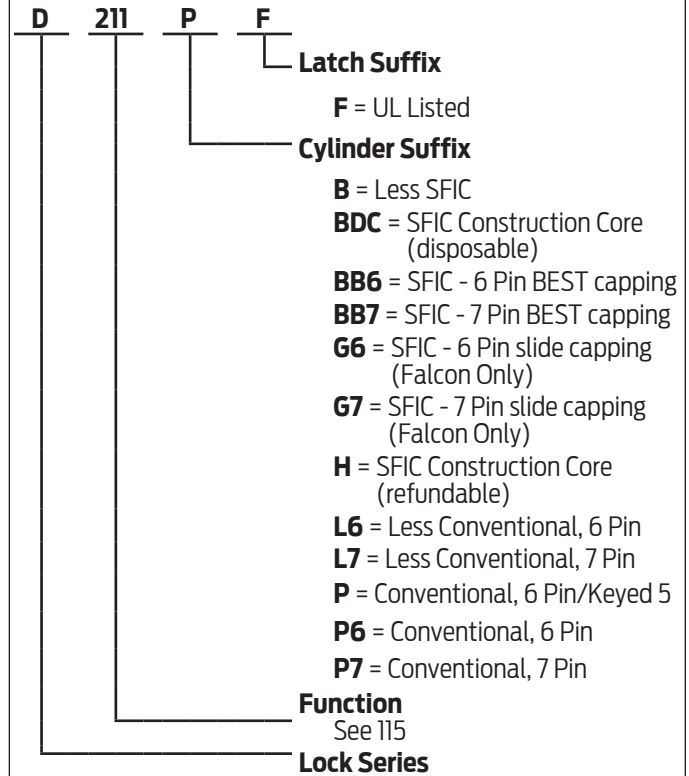 D 211 P F
Latch Suffix
F = UL Listed
Cylinder Suffix
B = Less SFIC
BDC = SFIC Construction Core
(disposable)
BB6 = SFIC - 6 Pin BEST capping
BB7 = SFIC - 7 Pin BEST capping
G6 = SFIC - 6 Pin slide capping
(Falcon Only)
G7 = SFIC - 7 Pin slide capping
(Falcon Only)
H = SFIC Construction Core
(refundable)
L6 = Less Conventional, 6 Pin
L7 = Less Conventional, 7 Pin
P = Conventional, 6 Pin/Keyed 5
P6 = Conventional, 6 Pin
P7 = Conventional, 7 Pin
Function
See 115
Lock Series